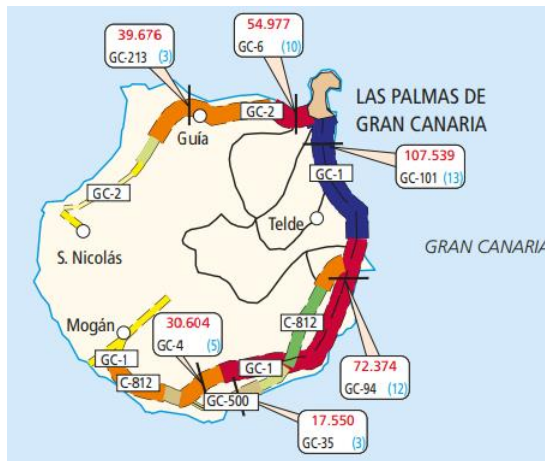 39.676
GC-213 (3)
54.977
GC-6 (10)
GC-2
Guía
LAS PALMAS DE
GRAN CANARIA
107.539
GC-101 (13)
GC-1
GC-2
Telde
S. Nicolás
GRAN CANARIA
Mogán
30.604
GC-4 (5)
C-812
GC-1
GC-1
C-812
GC-500
72.374
GC-94 (12)
17.550
GC-35 (3)